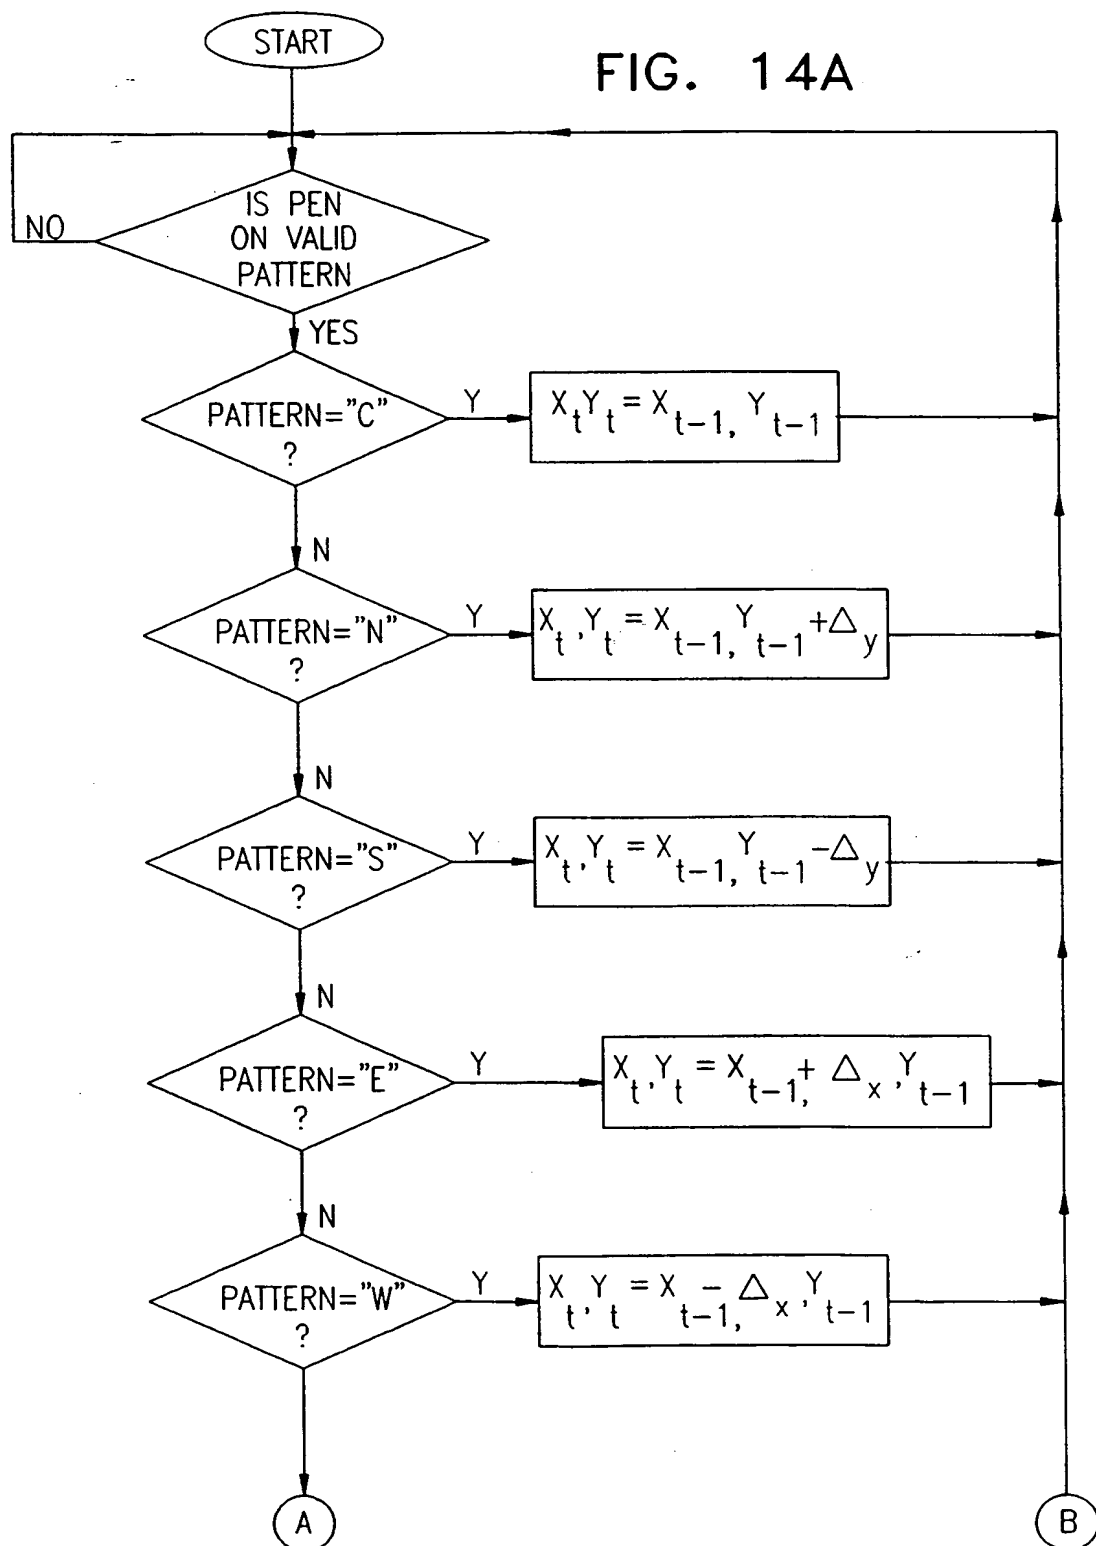 START
FIG. 14A
IS PEN
ON VALID
PATTERN
NO
YES
PATTERN="C"
?
Y
X_t Y_t = X_{t-1}, Y_{t-1}
N
PATTERN="N"
?
Y
X_t, Y_t = X_{t-1}, Y_{t-1} + Δ_y
N
PATTERN="S"
?
Y
X_t, Y_t = X_{t-1}, Y_{t-1} - Δ_y
N
PATTERN="E"
?
Y
X_t, Y_t = X_{t-1,} + Δ_x, Y_{t-1}
N
PATTERN="W"
?
Y
X_t, Y_t = X_{t-1,} - Δ_x, Y_{t-1}
A
B